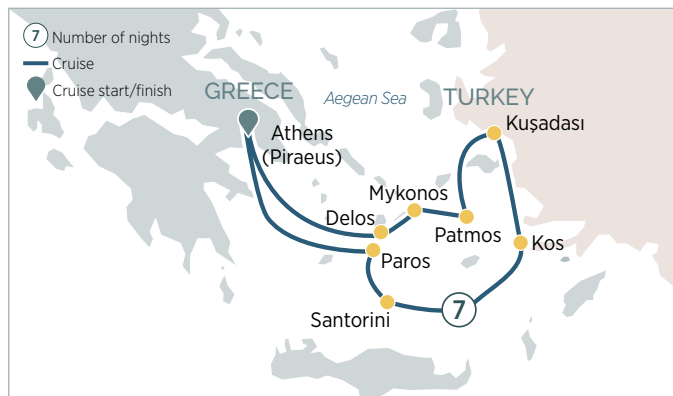 7 Number of nights
Cruise
Cruise start/finish
GREECE
Aegean Sea
TURKEY
Athens
(Piraeus)
Kuşadası
Mykonos
Delos
Patmos
Kos
Paros
Santorini
7